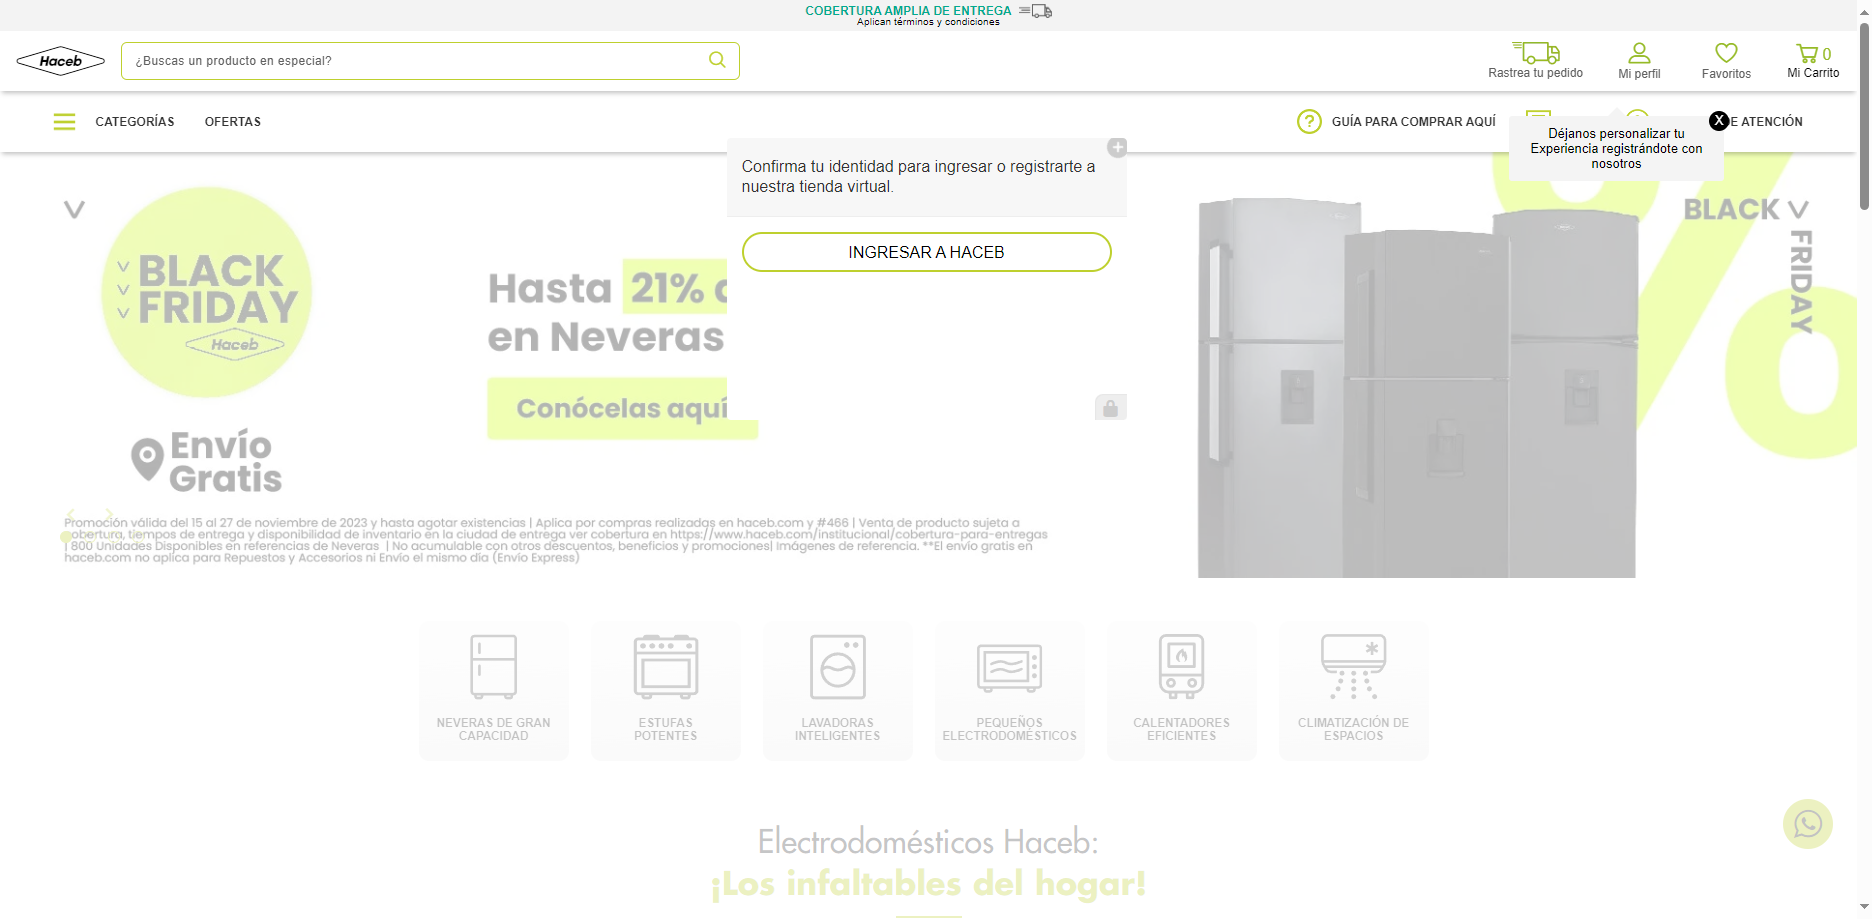 COBERTURA AMPLIA DE ENTREGA
Aplican términos y condiciones
Haceb
¿Buscas un producto en especial?
Rastrea tu pedido
Mi perfil
Favoritos
0
Mi Carrito
CATEGORÍAS
OFERTAS
GUÍA PARA COMPRAR AQUÍ
X
E ATENCIÓN
Déjanos personalizar tu
Experiencia registrándote con
nosotros
Confirma tu identidad para ingresar o registrarte a
nuestra tienda virtual.
INGRESAR A HACEB
BLACK
FRIDAY
Haceb
Envío
Gratis
Hasta 21%
en Neveras
Conócelas aquí
BLACK
FRIDAY
%
Promoción válida del 15 al 27 de noviembre de 2023 y hasta agotar existencias | Aplica por compras realizadas en haceb.com y #466 | Venta de producto sujeta a
cobertura, tiempos de entrega y disponibilidad de inventario en la ciudad de entrega ver cobertura en https://www.haceb.com/institucional/cobertura-para-entregas
| 800 Unidades Disponibles en referencias de Neveras | No acumulable con otros descuentos, beneficios y promociones| Imágenes de referencia. **El envío gratis en
haceb.com no aplica para Repuestos y Accesorios ni Envío el mismo día (Envío Express)
NEVERAS DE GRAN
CAPACIDAD
ESTUFAS
POTENTES
LAVADORAS
INTELIGENTES
PEQUEÑOS
ELECTRODOMÉSTICOS
CALENTADORES
EFICIENTES
CLIMATIZACIÓN DE
ESPACIOS
Electrodomésticos Haceb:
¡Los infaltables del hogar!